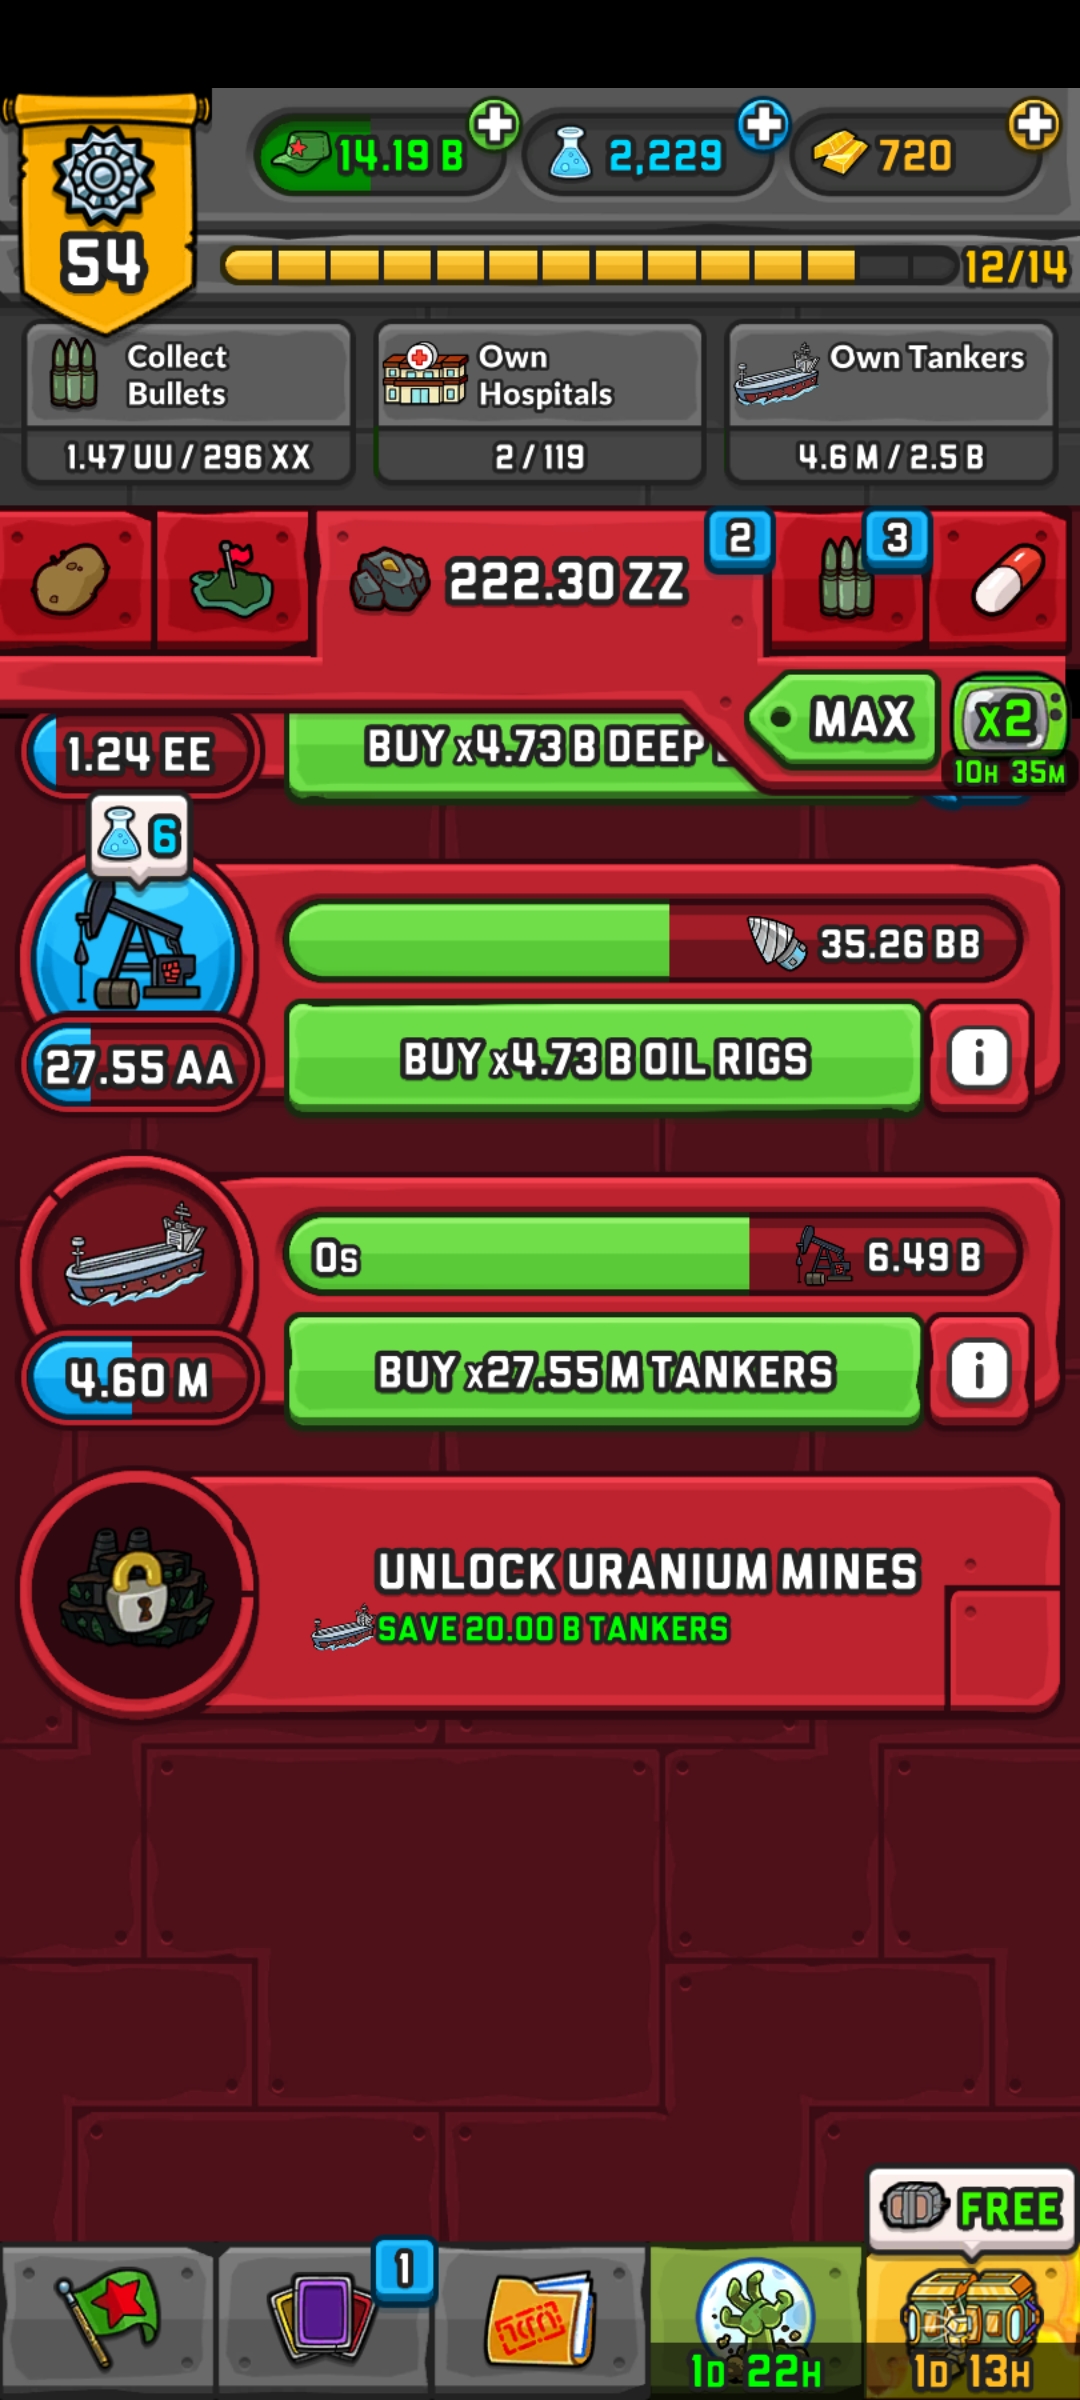 54
14.19 B
2,229
720
12/14
Collect
Bullets
1.47 UU / 296 XX
Own
Hospitals
2 / 119
Own Tankers
4.6 M / 2.5 B
222.30 ZZ
2
3
MAX
x2
10H 35M
1.24 EE
BUY x4.73 B DEEP
6
35.26 BB
27.55 AA
BUY x4.73 B OIL RIGS
i
0s
6.49 B
4.60 M
BUY x27.55 M TANKERS
i
UNLOCK URANIUM MINES
SAVE 20.00 B TANKERS
FREE
1
1D 22H
1D 13H